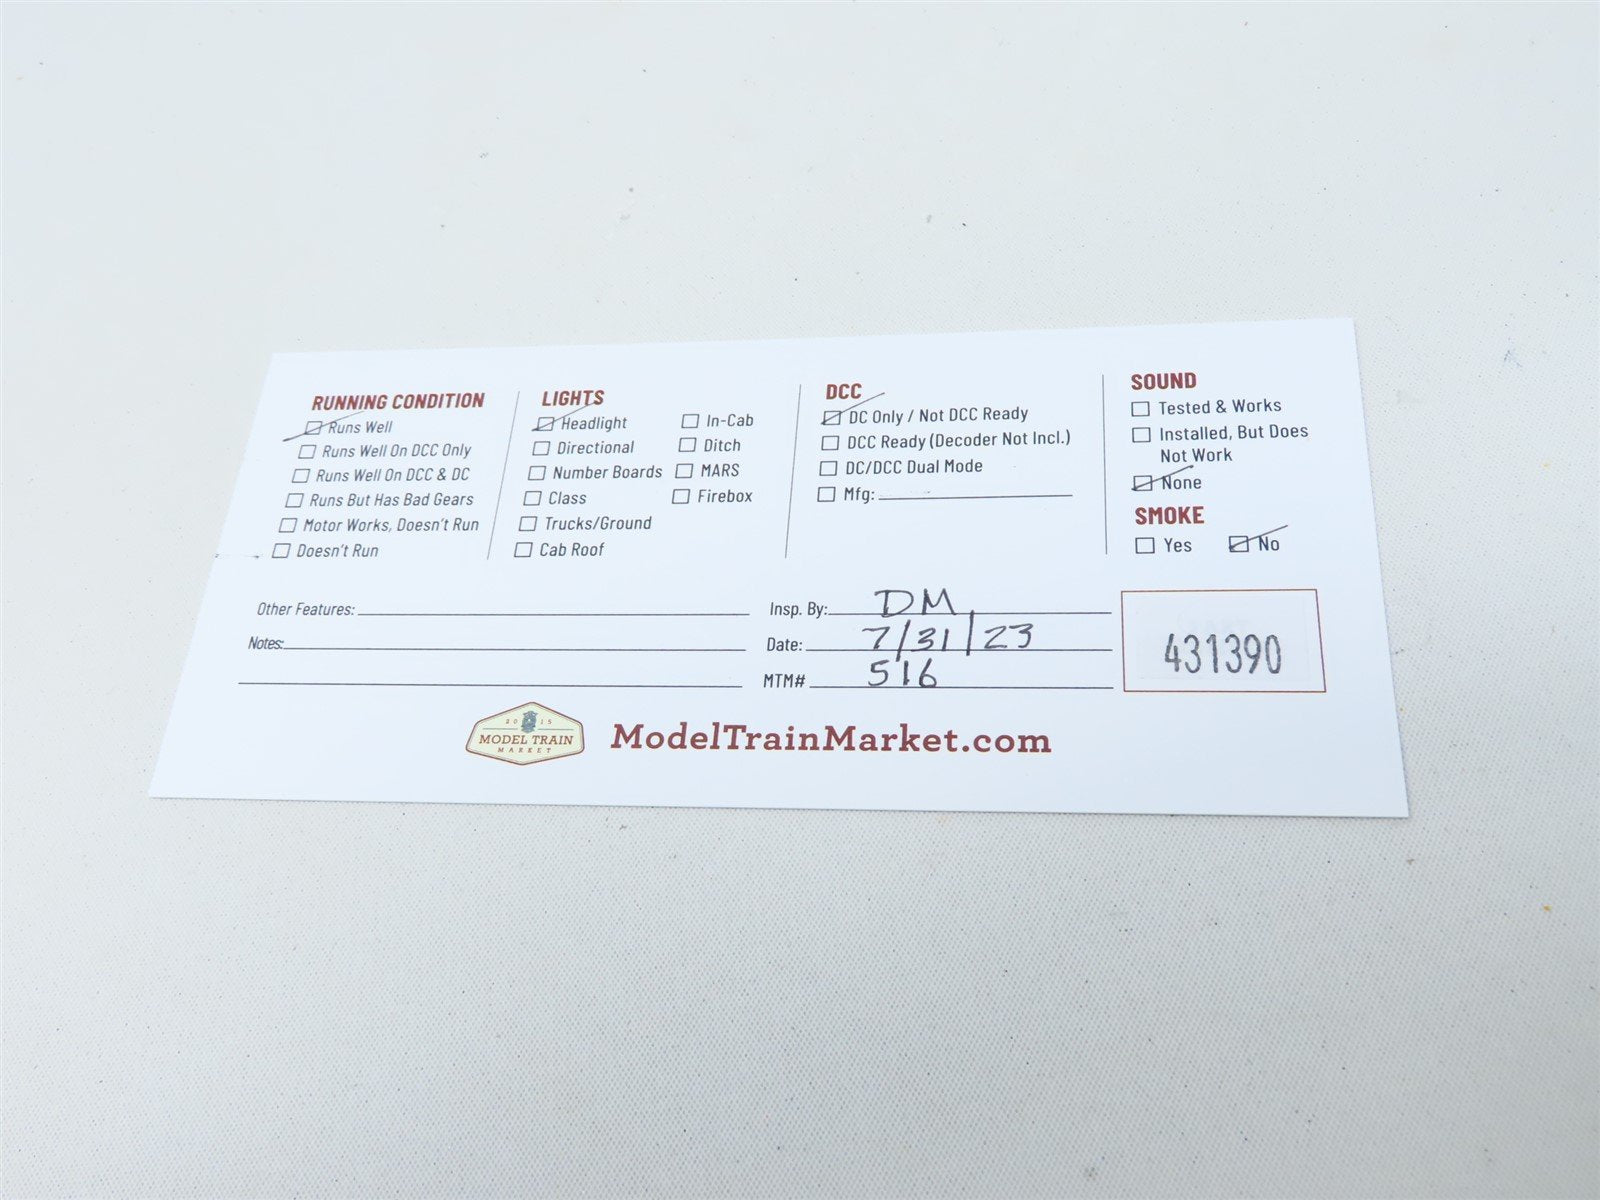 RUNNING CONDITION
Runs Well
Runs Well On DCC Only
Runs Well On DCC & DC
Runs But Has Bad Gears
Motor Works, Doesn't Run
Doesn't Run
LIGHTS
Headlight
Directional
Number Boards
Class
Trucks/Ground
Cab Roof
In-Cab
Ditch
MARS
Firebox
DCC
DC Only / Not DCC Ready
DCC Ready (Decoder Not Incl.)
DC/DCC Dual Mode
Mfg:
SOUND
Tested & Works
Installed, But Does
Not Work
None
SMOKE
Yes No
Other Features:
Notes:
Insp. By: DM
Date: 7/31/23
MTM# 516
431390
2015
MODEL TRAIN
MARKET
ModelTrainMarket.com